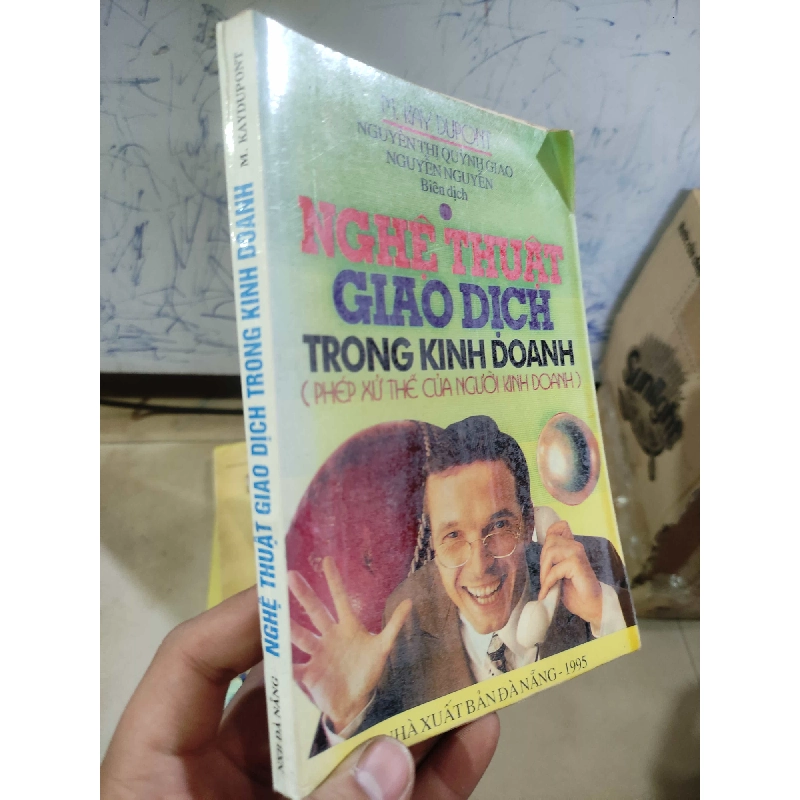 M. KAY DUPONT
NGUYỄN THỊ QUỲNH GIAO
NGUYỄN NGUYÊN
Biên dịch
NGHỆ THUẬT
GIAO DỊCH
TRONG KINH DOANH
( PHÉP XỬ THẾ CỦA NGƯỜI KINH DOANH )
NHÀ XUẤT BẢN ĐÀ NẴNG - 1995
M. KAYDUPONT
NGHỆ THUẬT GIAO DỊCH TRONG KINH DOANH
NXB ĐÀ NẴNG